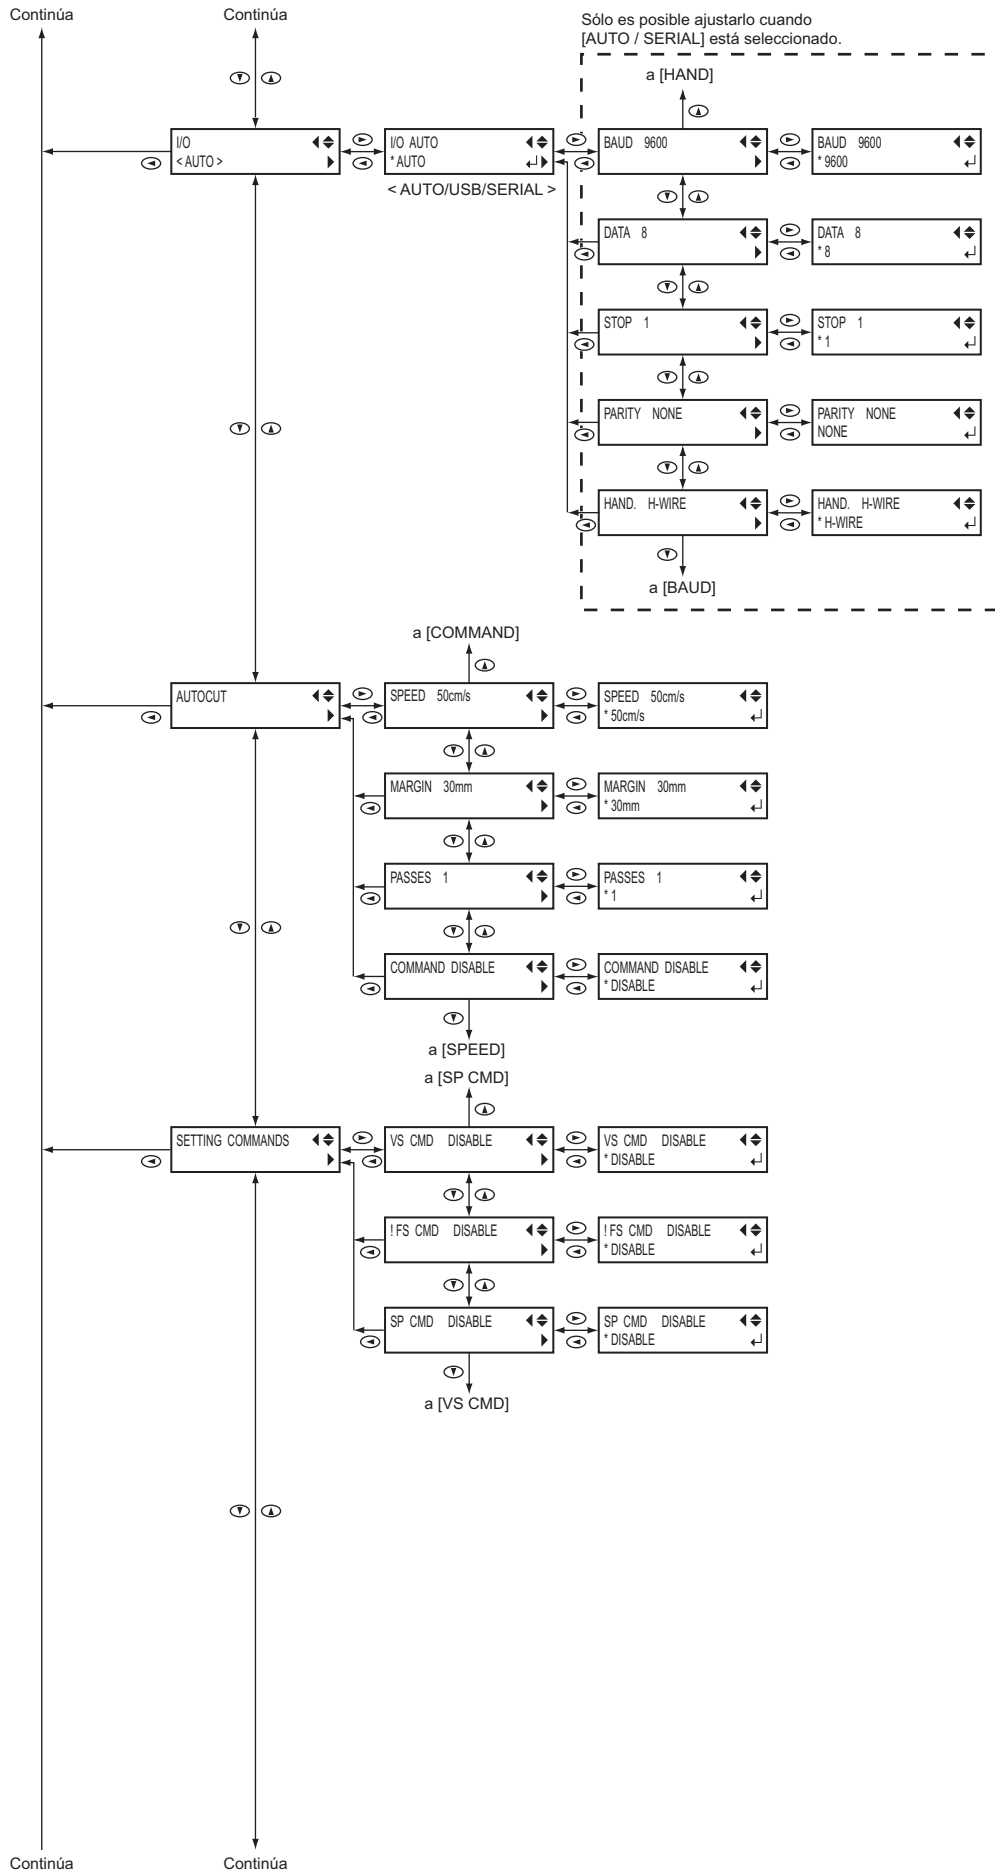 Continúa
Continúa
Sólo es posible ajustarlo cuando
[AUTO / SERIAL] está seleccionado.
a [HAND]
I/O
< AUTO >
I/O AUTO
* AUTO
< AUTO/USB/SERIAL >
BAUD 9600
BAUD 9600
* 9600
DATA 8
DATA 8
* 8
STOP 1
STOP 1
* 1
PARITY NONE
PARITY NONE
NONE
HAND. H-WIRE
HAND. H-WIRE
* H-WIRE
a [BAUD]
a [COMMAND]
AUTOCUT
SPEED 50cm/s
SPEED 50cm/s
* 50cm/s
MARGIN 30mm
MARGIN 30mm
* 30mm
PASSES 1
PASSES 1
* 1
COMMAND DISABLE
COMMAND DISABLE
* DISABLE
a [SPEED]
a [SP CMD]
SETTING COMMANDS
VS CMD DISABLE
VS CMD DISABLE
* DISABLE
! FS CMD DISABLE
! FS CMD DISABLE
* DISABLE
SP CMD DISABLE
SP CMD DISABLE
* DISABLE
a [VS CMD]
Continúa
Continúa